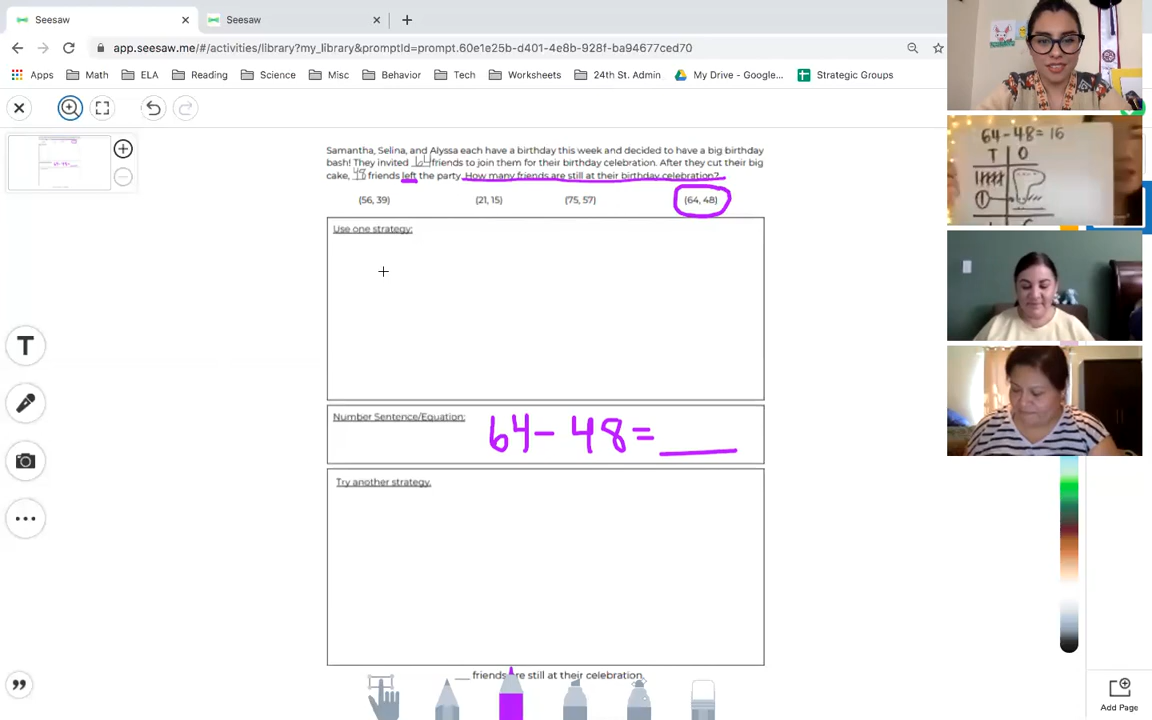 Seesaw
Seesaw
app.seesaw.me/#/activities/library?my_library&promptId=prompt.60e1e25b-d401-4e8b-928f-ba94677ced70
Apps Math ELA Reading Science Misc Behavior Tech Worksheets 24th St. Admin My Drive - Google... Strategic Groups
Samantha, Selina, and Alyssa each have a birthday this week and decided to have a big birthday
bash! They invited 64 friends to join them for their birthday celebration. After they cut their big
cake, 48 friends left the party. How many friends are still at their birthday celebration?
(56, 39) (21, 15) (75, 57) (64, 48)
Use one strategy:
Number Sentence/Equation:
64 - 48 = ____
Try another strategy.
___ friends are still at their celebration.
T
Add Page
64 - 48 = 16
T O